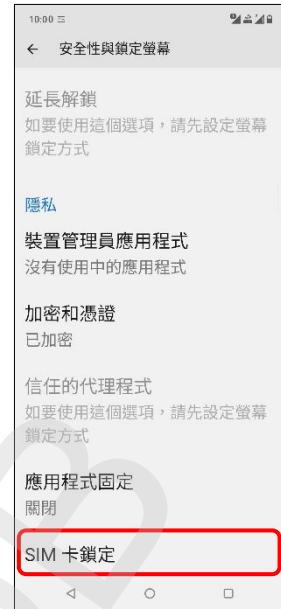 10:00
← 安全性與鎖定螢幕
延長解鎖
如要使用這個選項，請先設定螢幕
鎖定方式
隱私
裝置管理員應用程式
沒有使用中的應用程式
加密和憑證
已加密
信任的代理程式
如要使用這個選項，請先設定螢幕
鎖定方式
應用程式固定
關閉
SIM 卡鎖定